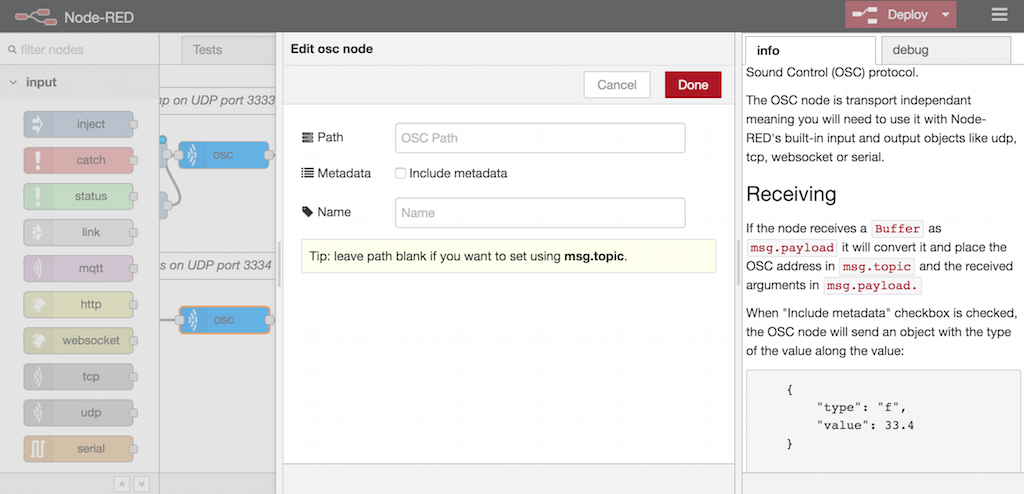 Node-RED
Deploy
filter nodes
input
inject
catch
status
link
mqtt
http
websocket
tcp
udp
serial
Tests
on UDP port 3333
osc
on UDP port 3334
osc
Edit osc node
Cancel
Done
Path
OSC Path
Metadata
Include metadata
Name
Name
Tip: leave path blank if you want to set using msg.topic.
info
debug
Sound Control (OSC) protocol.
The OSC node is transport independant
meaning you will need to use it with Node-
RED's built-in input and output objects like udp,
tcp, websocket or serial.
Receiving
If the node receives a Buffer as
msg.payload it will convert it and place the
OSC address in msg.topic and the received
arguments in msg.payload.
When "Include metadata" checkbox is checked,
the OSC node will send an object with the type
of the value along the value:
{
"type": "f",
"value": 33.4
}